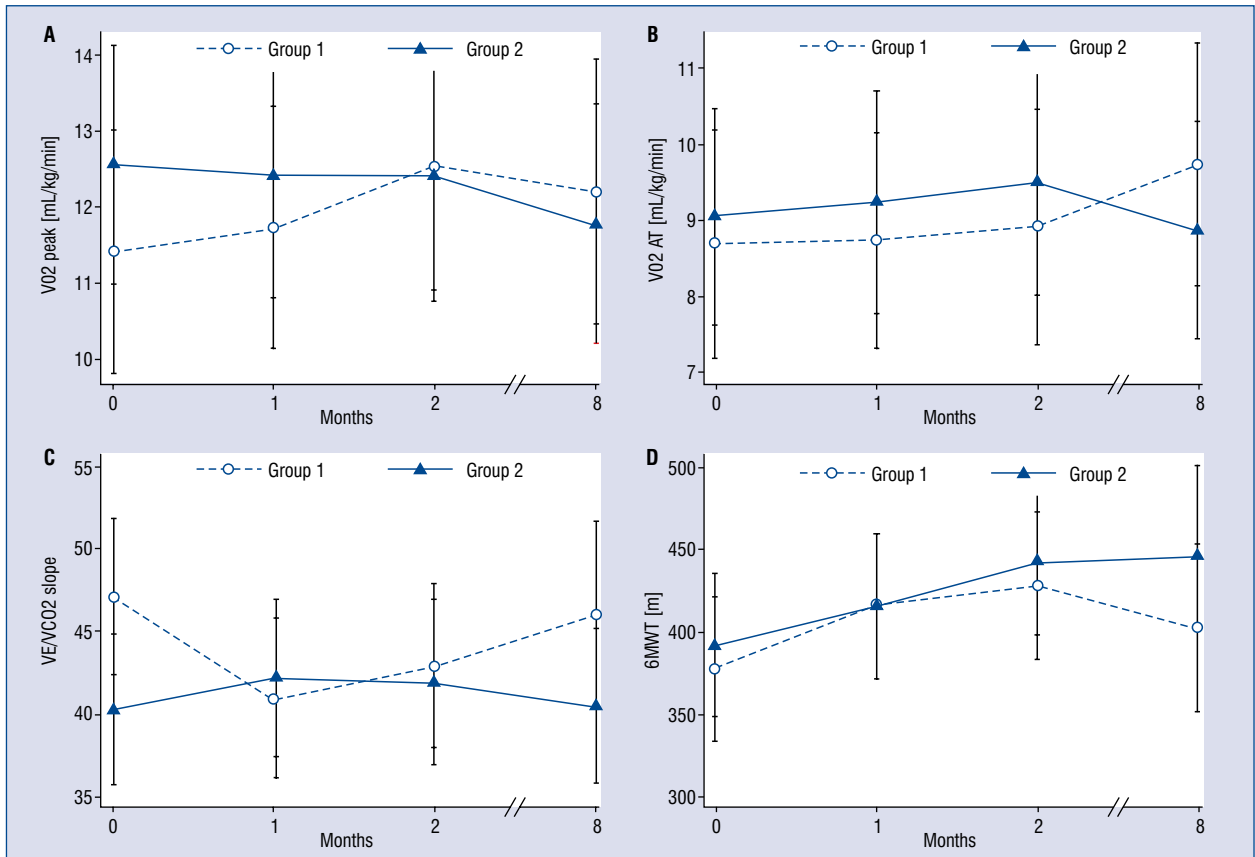 A
Group 1
Group 2
14
13
12
11
10
V02 peak [mL/kg/min]
0
1
2
8
Months
B
Group 1
Group 2
11
10
9
8
7
V02 AT [mL/kg/min]
0
1
2
8
Months
C
Group 1
Group 2
55
50
45
40
35
VE/VCO2 slope
0
1
2
8
Months
D
Group 1
Group 2
500
450
400
350
300
6MWT [m]
0
1
2
8
Months